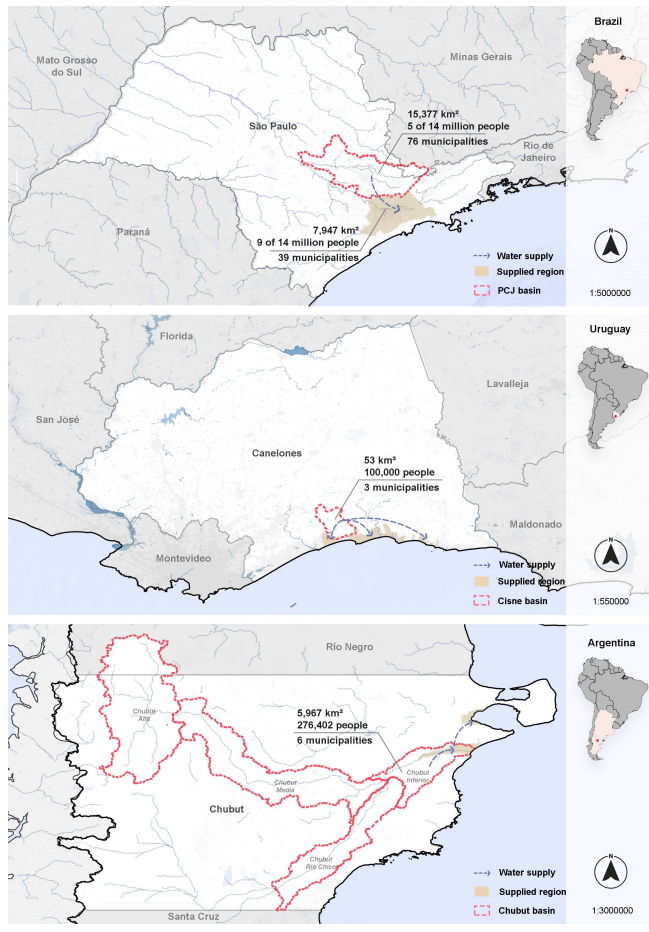 Brazil
Mato Grosso
do Sul
Minas Gerais
15,377 km²
5 of 14 million people
76 municipalities
São Paulo
Rio de
Janeiro
Paraná
7,947 km²
9 of 14 million people
39 municipalities
Water supply
Supplied region
PCJ basin
1:5000000
Uruguay
Florida
Lavalleja
San José
Canelones
53 km²
100,000 people
3 municipalities
Maldonado
Montevideo
Water supply
Supplied region
Cisne basin
1:550000
Argentina
Río Negro
Chubut
Alta
5,967 km²
276,402 people
6 municipalities
Chubut
Inferior
Chubut
Media
Chubut
Chubut
Río Chico
Water supply
Supplied region
Chubut basin
Santa Cruz
1:3000000